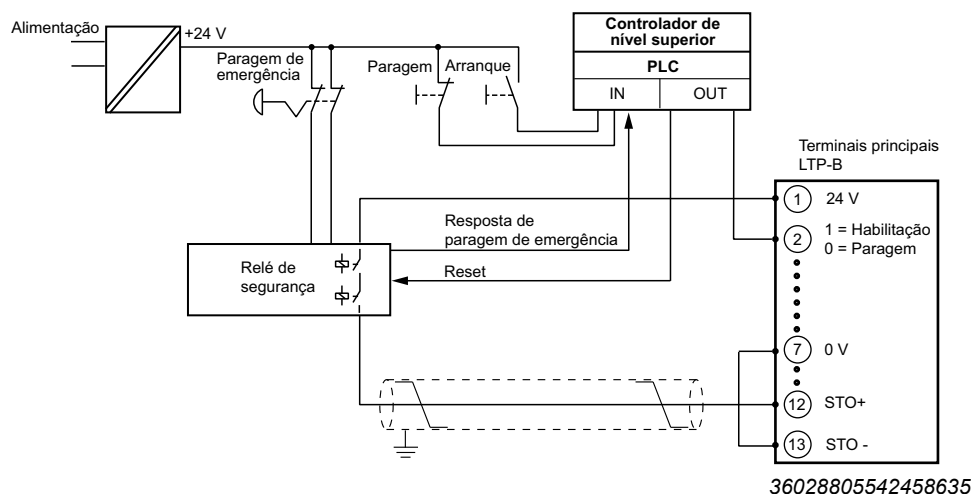 Alimentação
+24 V
Paragem de
emergência
Paragem
Arranque
Controlador de
nível superior
PLC
IN
OUT
Terminais principais
LTP-B
1
24 V
2
1 = Habilitação
0 = Paragem
Resposta de
paragem de emergência
Reset
Relé de
segurança
7
0 V
12
STO+
13
STO -
36028805542458635